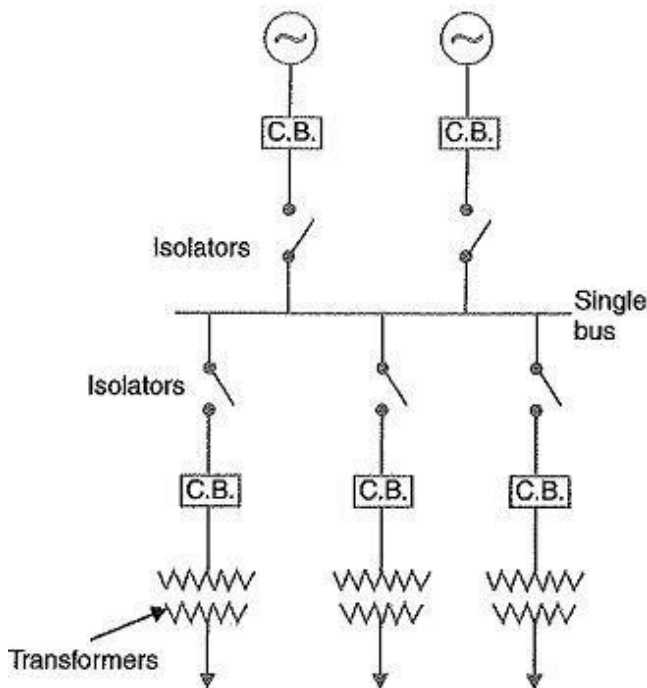 C.B.
C.B.
Isolators
Single
bus
Isolators
C.B.
C.B.
C.B.
Transformers